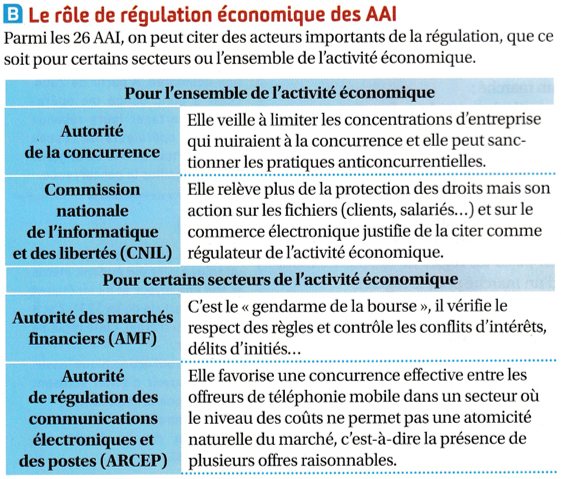 B Le rôle de régulation économique des AAI
Parmi les 26 AAI, on peut citer des acteurs importants de la régulation, que ce
soit pour certains secteurs ou l'ensemble de l'activité économique.
Pour l'ensemble de l'activité économique
Autorité
de la concurrence
Elle veille à limiter les concentrations d'entreprise
qui nuiraient à la concurrence et elle peut sanc-
tionner les pratiques anticoncurrentielles.
Commission
nationale
de l'informatique
et des libertés (CNIL)
Elle relève plus de la protection des droits mais son
action sur les fichiers (clients, salariés…) et sur le
commerce électronique justifie de la citer comme
régulateur de l'activité économique.
Pour certains secteurs de l'activité économique
Autorité des marchés
financiers (AMF)
C'est le « gendarme de la bourse », il vérifie le
respect des règles et contrôle les conflits d'intérêts,
délits d'initiés…
Autorité
de régulation des
communications
électroniques et
des postes (ARCEP)
Elle favorise une concurrence effective entre les
offreurs de téléphonie mobile dans un secteur où
le niveau des coûts ne permet pas une atomicité
naturelle du marché, c'est-à-dire la présence de
plusieurs offres raisonnables.